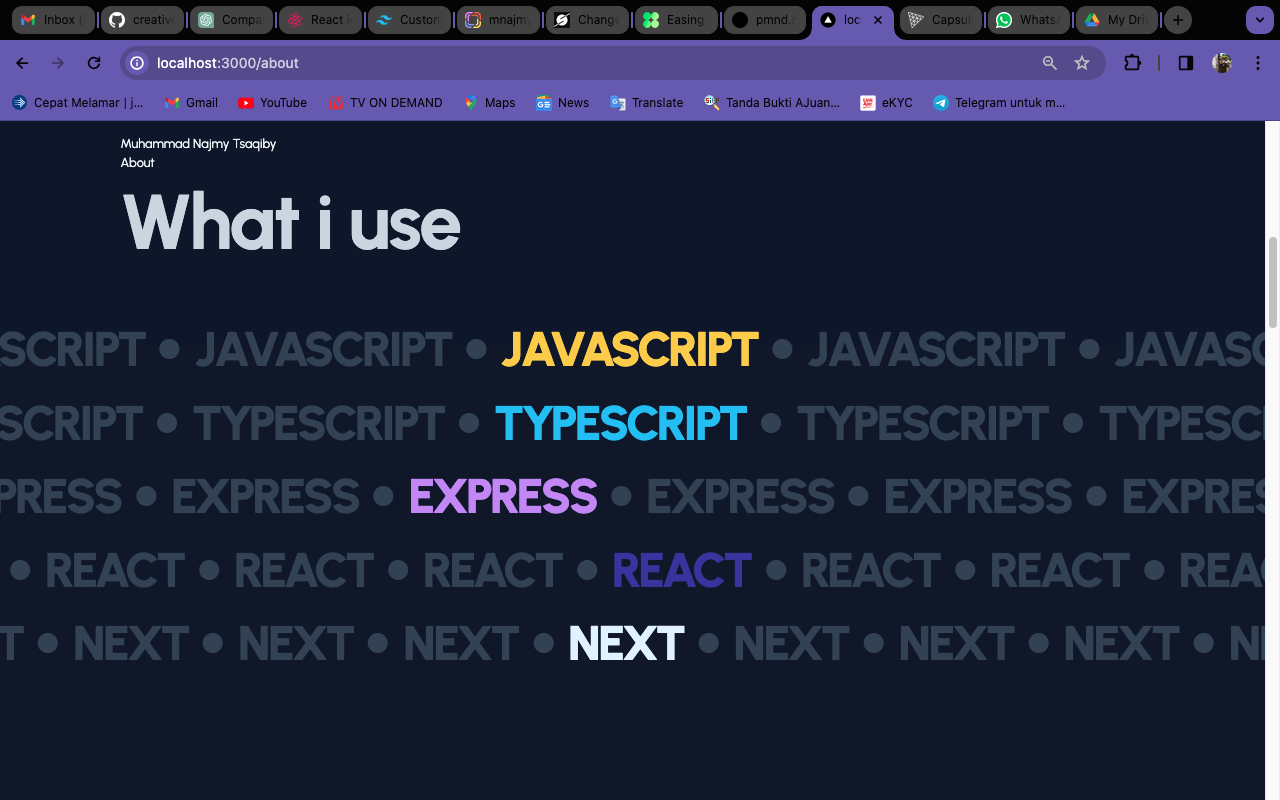 Inbox (
creative
Compa
React i
Custom
mnajmy
Change
Easing
pmnd.r
loc
Capsul
WhatsA
My Driv
localhost:3000/about
Cepat Melamar | j...
Gmail
YouTube
TV ON DEMAND
Maps
News
Translate
Tanda Bukti AJuan...
eKYC
Telegram untuk m...
Muhammad Najmy Tsaqiby
About
What i use
SCRIPT • JAVASCRIPT • JAVASCRIPT • JAVASCRIPT • JAVASC
SCRIPT • TYPESCRIPT • TYPESCRIPT • TYPESCRIPT • TYPESC
PRESS • EXPRESS • EXPRESS • EXPRESS • EXPRESS • EXPRES
• REACT • REACT • REACT • REACT • REACT • REACT • REA
T • NEXT • NEXT • NEXT • NEXT • NEXT • NEXT • NEXT • N